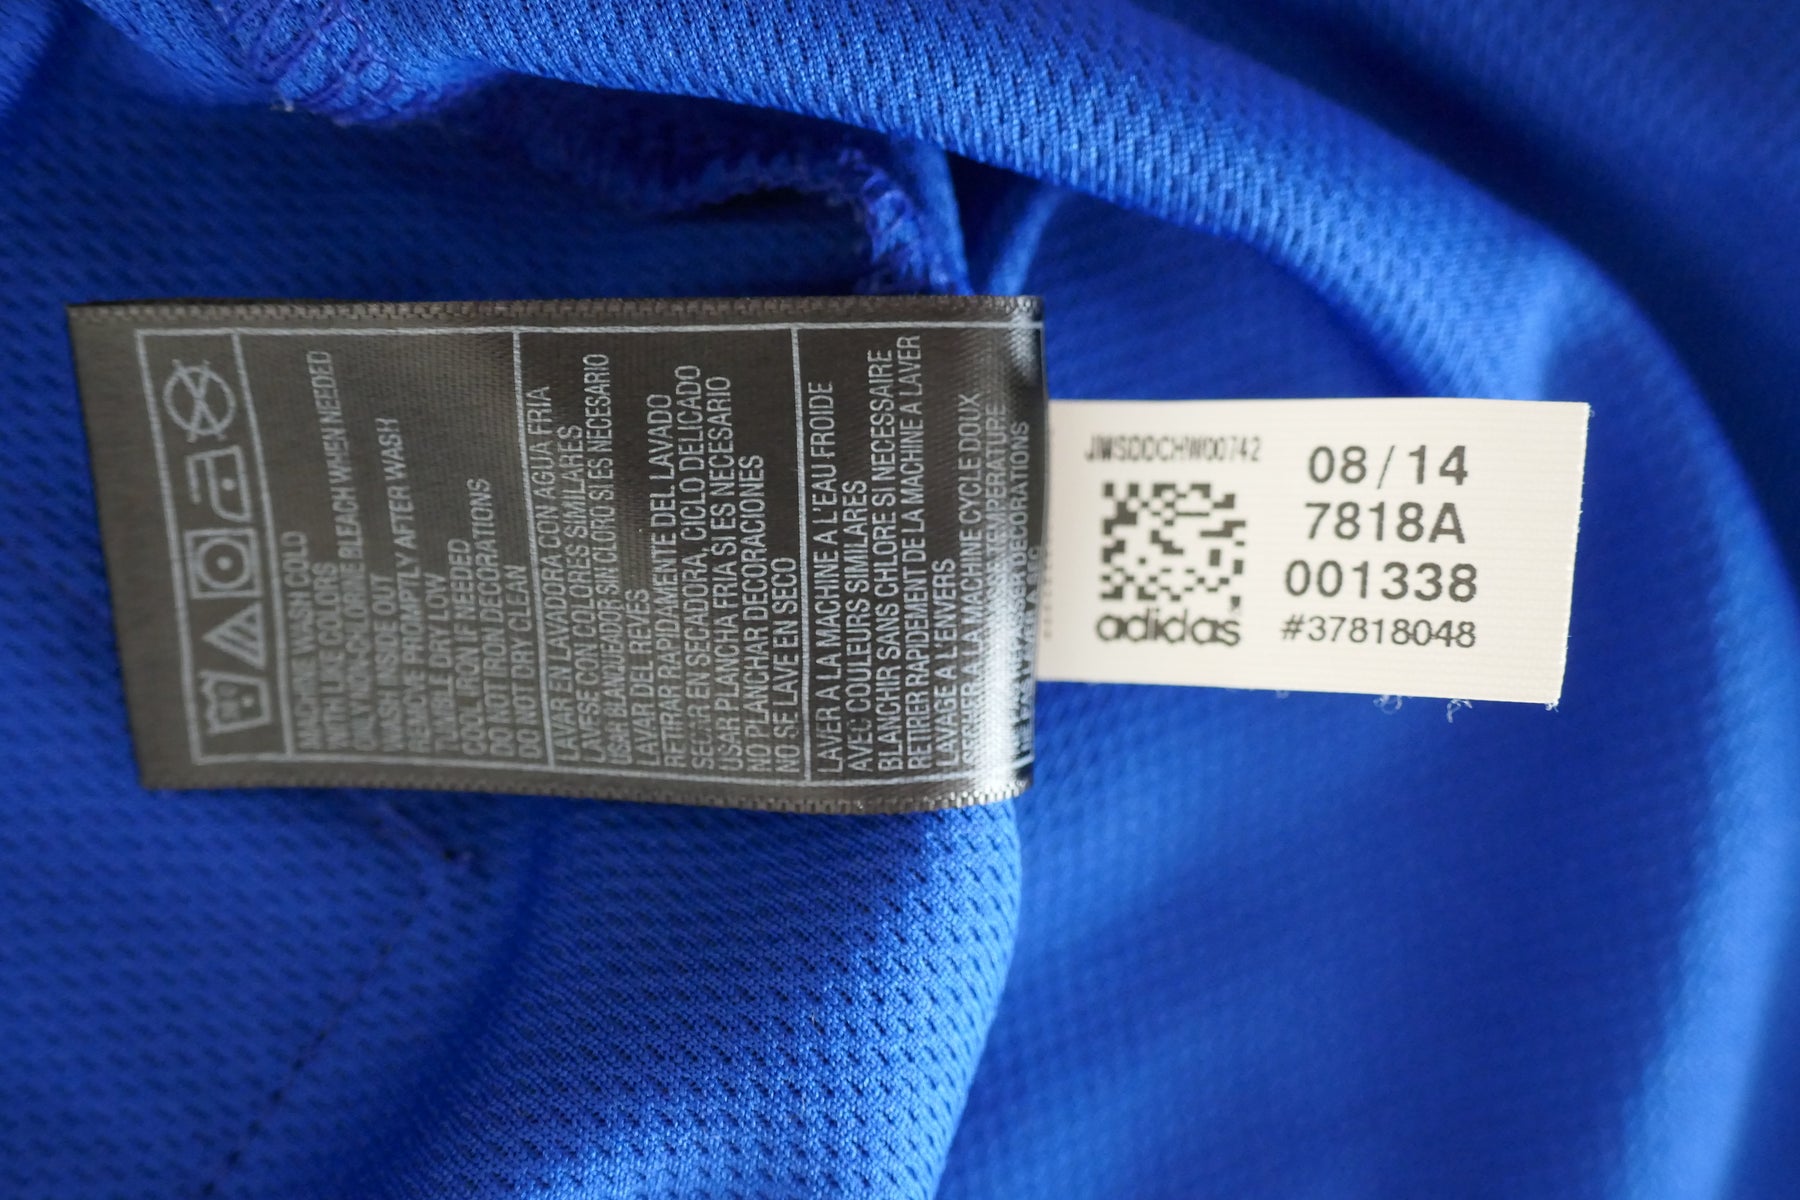 MACHINE WASH COLD
WITH LIKE COLORS
ONLY NON-CHLORINE BLEACH WHEN NEEDED
WASH INSIDE OUT
REMOVE PROMPTLY AFTER WASH
TUMBLE DRY LOW
COOL IRON IF NEEDED
DO NOT IRON DECORATIONS
DO NOT DRY CLEAN
LAVAR EN LAVADORA CON AGUA FRIA
LAVESE CON COLORES SIMILARES
USAR BLANQUEADOR SIN CLORO SI ES NECESARIO
LAVAR DEL REVES
RETIRAR RAPIDAMENTE DEL LAVADO
SECAR EN SECADORA, CICLO DELICADO
USAR PLANCHA FRIA SI ES NECESARIO
NO PLANCHAR DECORACIONES
NO SE LAVE EN SECO
LAVER A LA MACHINE A L'EAU FROIDE
AVEC COULEURS SIMILARES
BLANCHIR SANS CHLORE SI NECESSAIRE
RETIRER RAPIDEMENT DE LA MACHINE A LAVER
LAVAGE A L'ENVERS
SECHER A LA MACHINE CYCLE DOUX
TEMPERATURE
DECORATIONS
JWSDDCHW00742
adidas
08/14
7818A
001338
#37818048